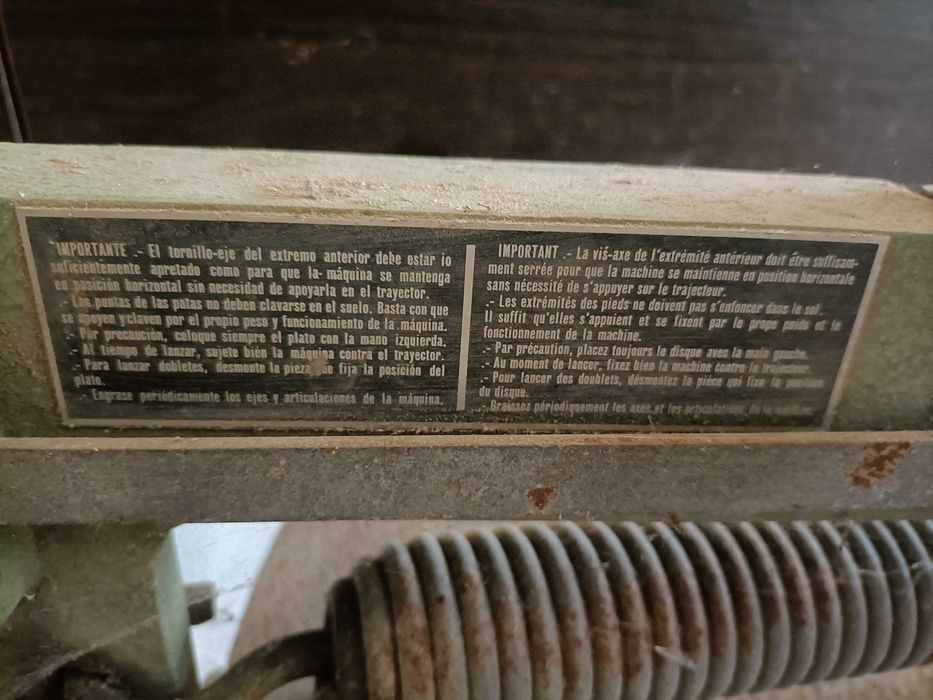 IMPORTANTE .- El tornillo-eje del extremo anterior debe estar lo
suficientemente apretado como para que la máquina se mantenga
en posición horizontal sin necesidad de apoyarla en el trayector.
.- Las puntas de las patas no deben clavarse en el suelo. Basta con que
se apoyen y claven por el propio peso y funcionamiento de la máquina.
.- Por precaución, coloque siempre el plato con la mano izquierda.
.- Al tiempo de lanzar, sujete bién la máquina contra el trayector.
.- Para lanzar dobletes, desmonte la pieza que fija la posición del
plato.
.- Engrase periódicamente los ejes y articulaciones de la máquina.
IMPORTANT .- La vis-axe de l'extrémité antérieur doit être suffisam-
ment serrée pour que la machine se maintienne en position horizontale
sans nécessité de s'appuyer sur le trajecteur.
.- Les extrémités des pieds ne doivent pas s'enfoncer dans le sol.
Il suffit qu'elles s'appuient et se fixent par le prope poids et le
fonctionnement de la machine.
.- Par précaution, placez toujours le disque avec la main gauche.
.- Au moment de lancer, fixez bien la machine contre le trajecteur.
.- Pour lancer des doublets, démontez la pièce qui fixe la position
du disque.
.- Graissez périodiquement les axes et les articulations de la machine.